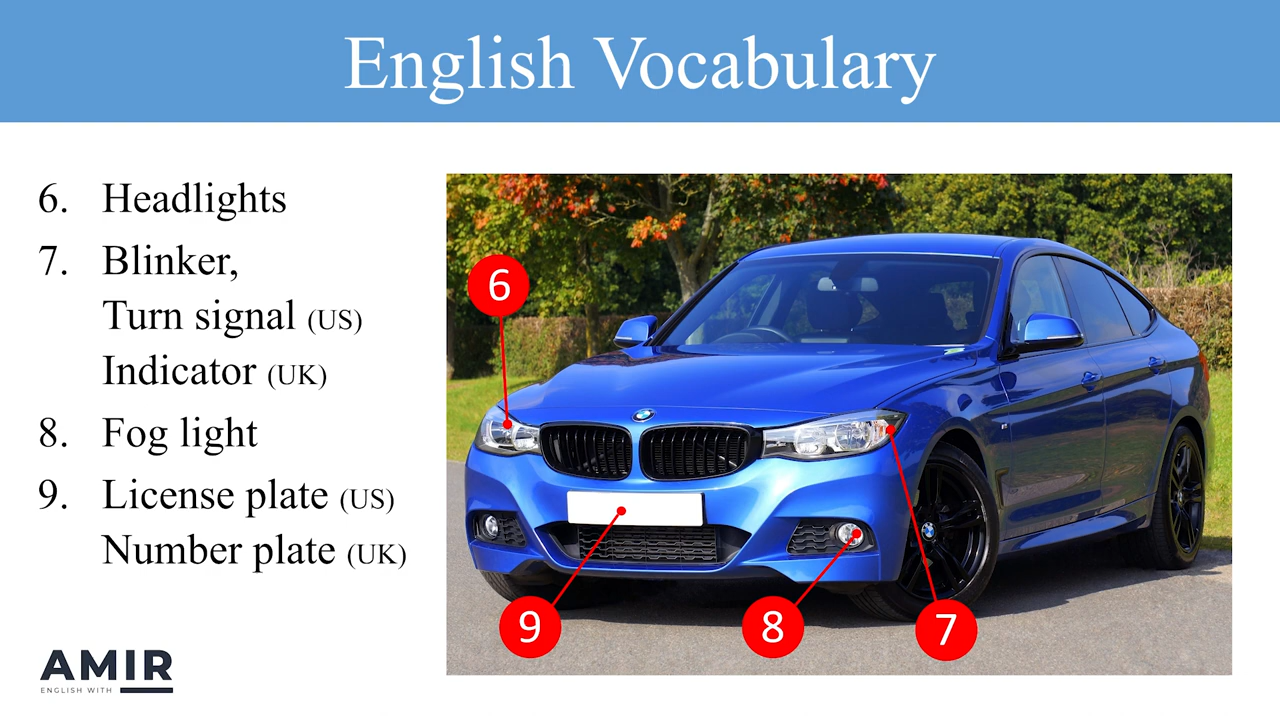 English Vocabulary
6. Headlights
7. Blinker,
Turn signal (US)
Indicator (UK)
8. Fog light
9. License plate (US)
Number plate (UK)
6
9
8
7
AMIR
ENGLISH WITH